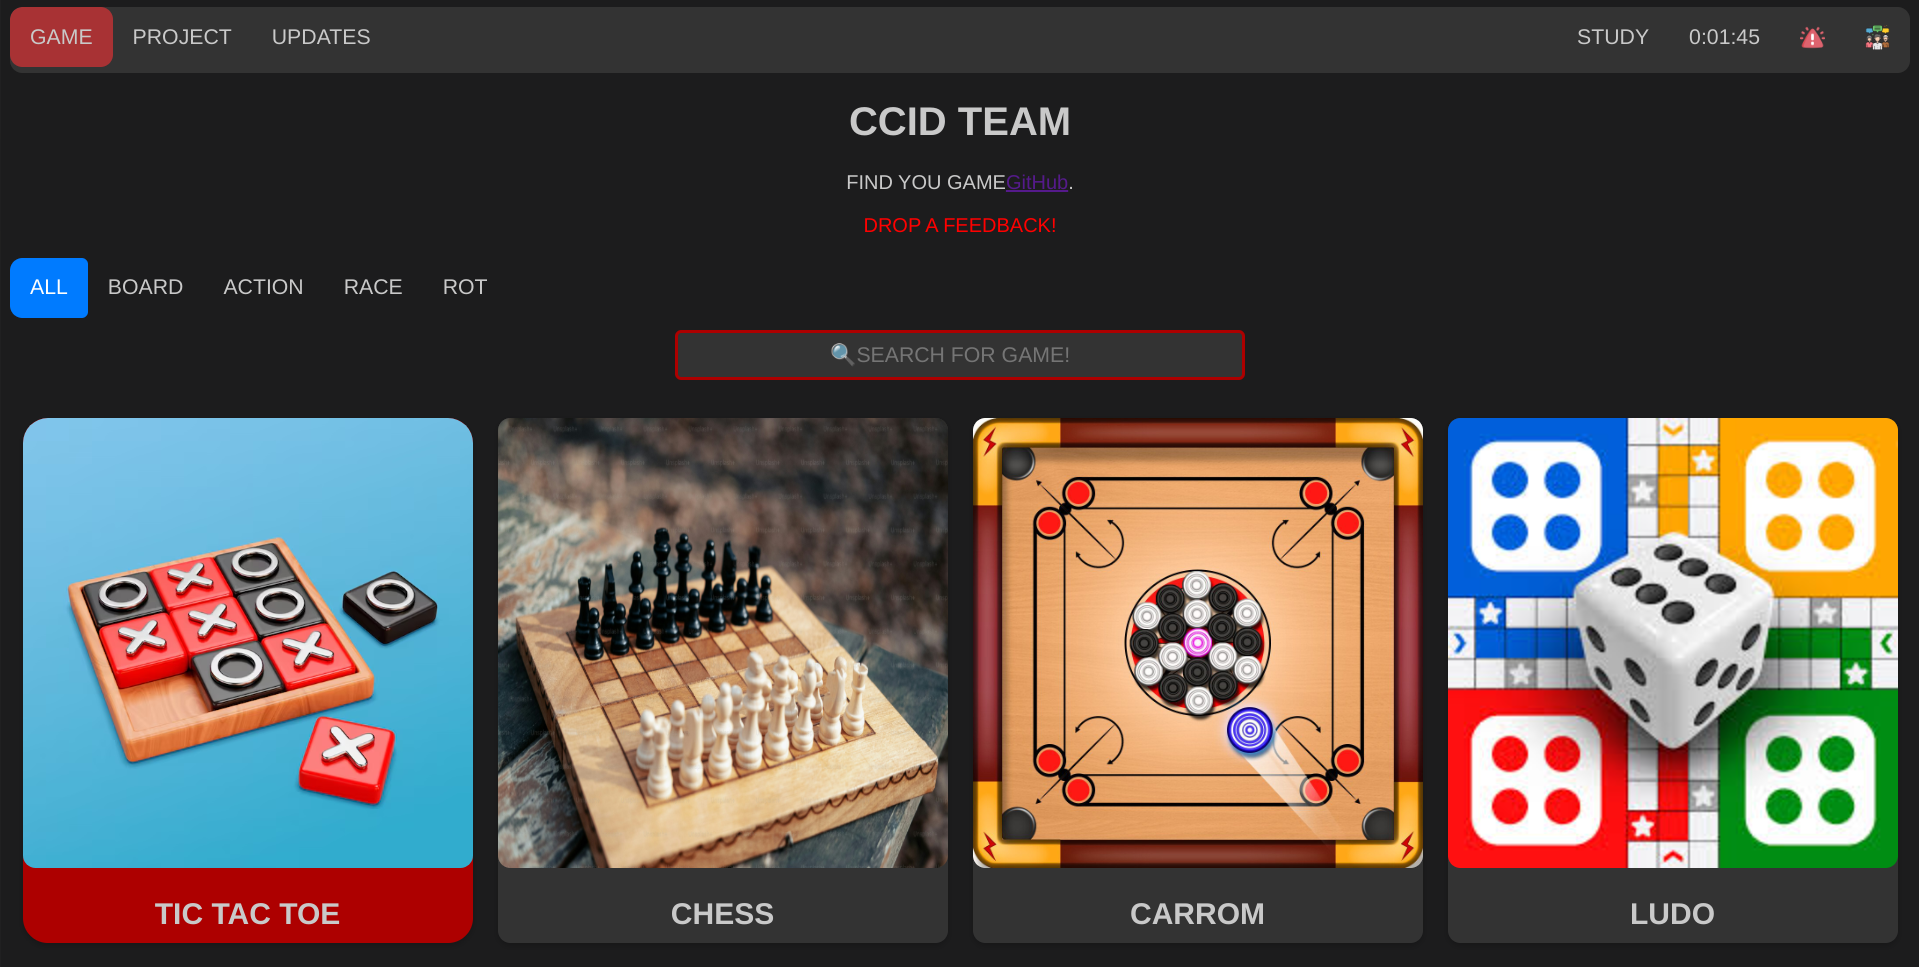 GAME PROJECT UPDATES STUDY 0:01:45
CCID TEAM
FIND YOU GAMEGitHub.
DROP A FEEDBACK!
ALL BOARD ACTION RACE ROT
🔍SEARCH FOR GAME!
TIC TAC TOE
CHESS
CARROM
LUDO